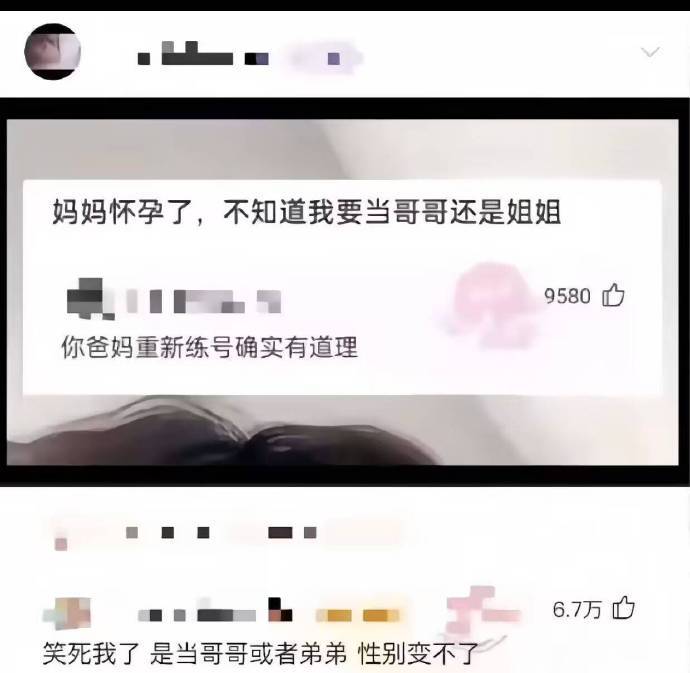 妈妈怀孕了，不知道我要当哥哥还是姐姐
9580
你爸妈重新练号确实有道理
6.7万
笑死我了 是当哥哥或者弟弟 性别变不了